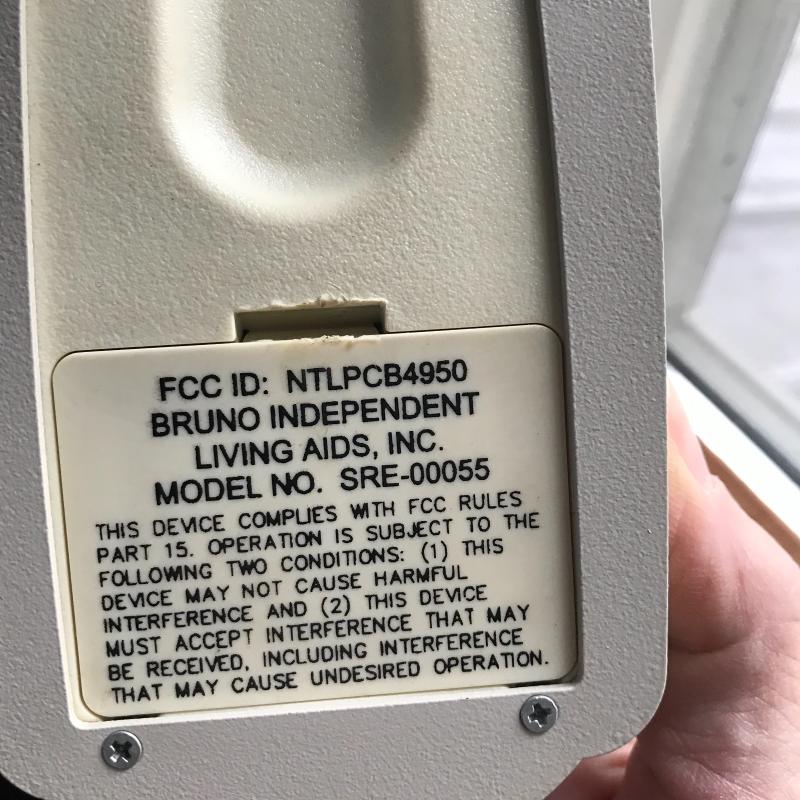 FCC ID: NTLPCB4950
BRUNO INDEPENDENT
LIVING AIDS, INC.
MODEL NO. SRE-00055
THIS DEVICE COMPLIES WITH FCC RULES
PART 15. OPERATION IS SUBJECT TO THE
FOLLOWING TWO CONDITIONS: (1) THIS
DEVICE MAY NOT CAUSE HARMFUL
INTERFERENCE AND (2) THIS DEVICE
MUST ACCEPT INTERFERENCE THAT MAY
BE RECEIVED, INCLUDING INTERFERENCE
THAT MAY CAUSE UNDESIRED OPERATION.